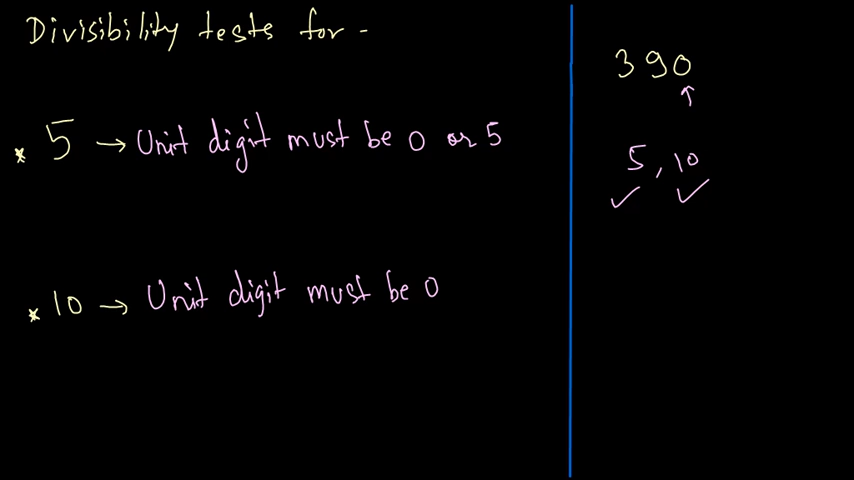 Divisibility tests for -
* 5 → Unit digit must be 0 or 5
* 10 → Unit digit must be 0
390
↑
5, 10
✓ ✓